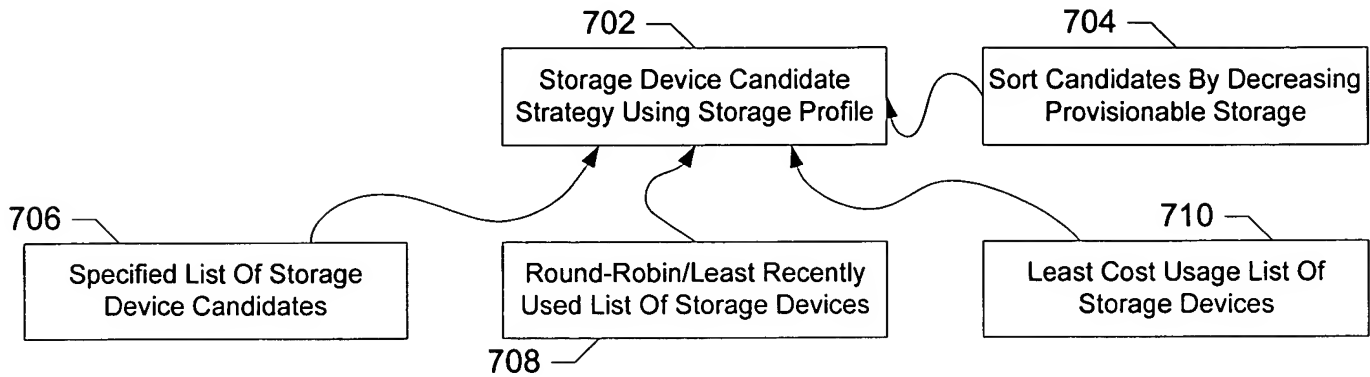 702
704
Storage Device Candidate
Strategy Using Storage Profile
Sort Candidates By Decreasing
Provisionable Storage
706
710
Specified List Of Storage
Device Candidates
Round-Robin/Least Recently
Used List Of Storage Devices
Least Cost Usage List Of
Storage Devices
708